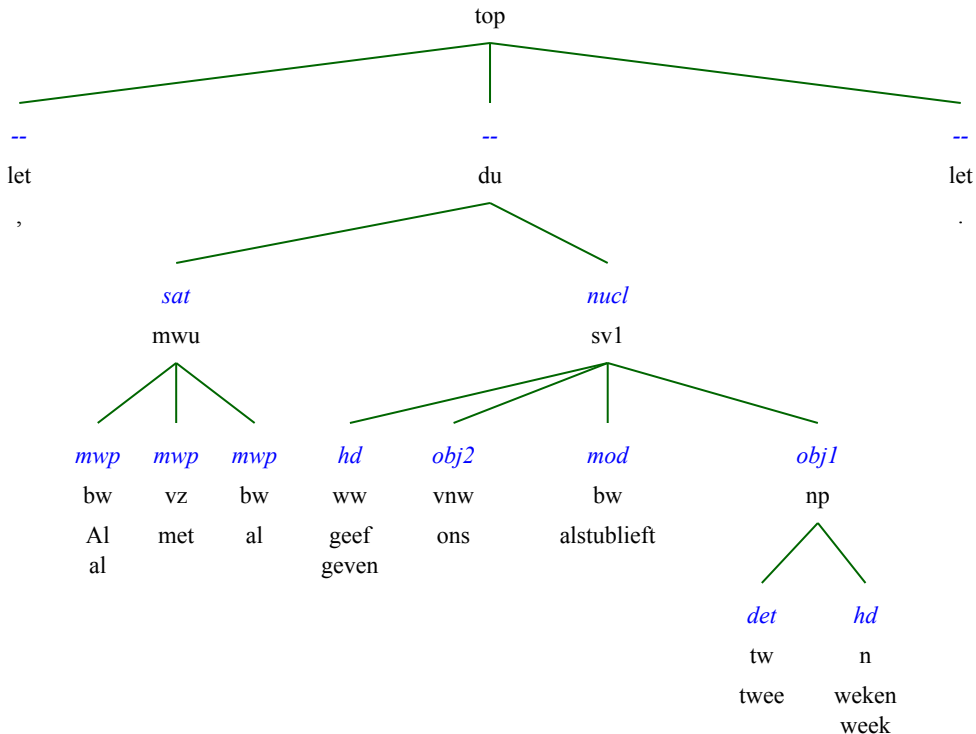 top
-- -- --
let du let
, .
sat nucl
mwu sv1
mwp mwp mwp hd obj2 mod obj1
bw vz bw ww vnw bw np
Al met al geef ons alstublieft
al geven
det hd
tw n
twee weken
week